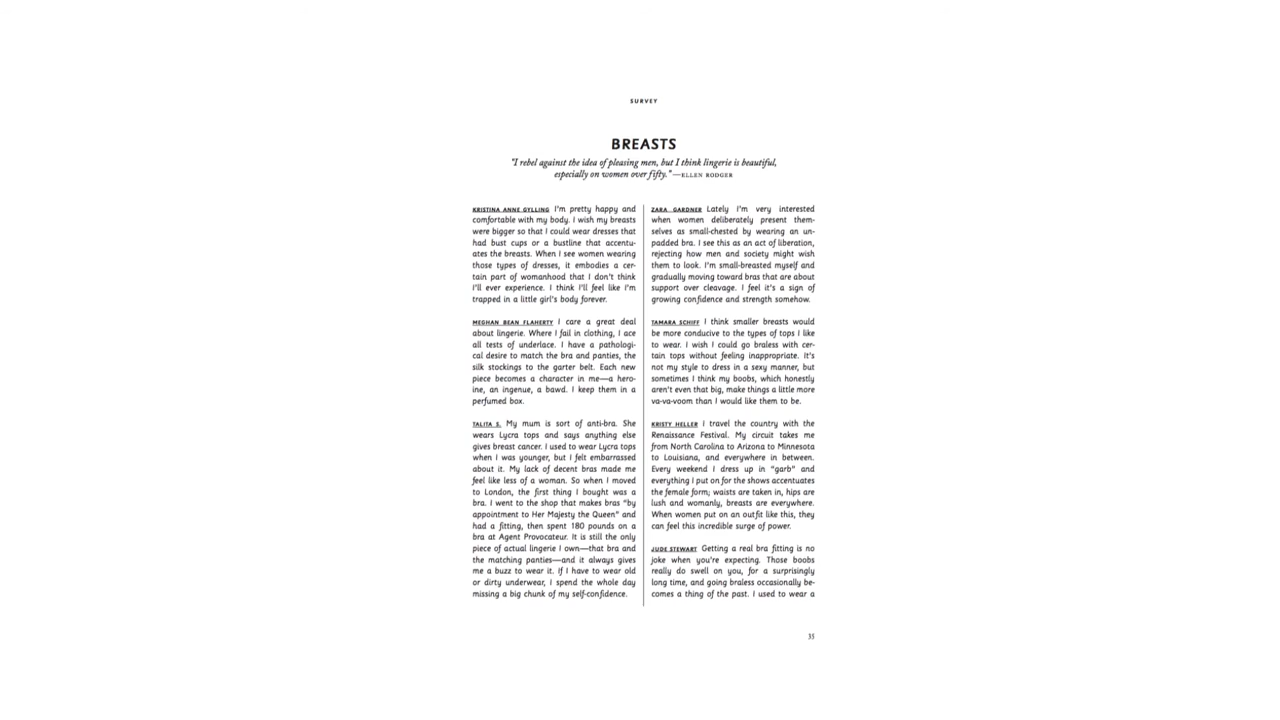 SURVEY
BREASTS
"I rebel against the idea of pleasing men, but I think lingerie is beautiful,
especially on women over fifty."—ELLEN RODGER
KRISTINA ANNE GYLLING I'm pretty happy and
comfortable with my body. I wish my breasts
were bigger so that I could wear dresses that
had bust cups or a bustline that accentu-
ates the breasts. When I see women wearing
those types of dresses, it embodies a cer-
tain part of womanhood that I don't think
I'll ever experience. I think I'll feel like I'm
trapped in a little girl's body forever.
MEGHAN BEAN FLAHERTY I care a great deal
about lingerie. Where I fail in clothing, I ace
all tests of underlace. I have a pathologi-
cal desire to match the bra and panties, the
silk stockings to the garter belt. Each new
piece becomes a character in me—a hero-
ine, an ingenue, a bawd. I keep them in a
perfumed box.
TALITA S. My mum is sort of anti-bra. She
wears Lycra tops and says anything else
gives breast cancer. I used to wear Lycra tops
when I was younger, but I felt embarrassed
about it. My lack of decent bras made me
feel like less of a woman. So when I moved
to London, the first thing I bought was a
bra. I went to the shop that makes bras "by
appointment to Her Majesty the Queen" and
had a fitting, then spent 180 pounds on a
bra at Agent Provocateur. It is still the only
piece of actual lingerie I own—that bra and
the matching panties—and it always gives
me a buzz to wear it. If I have to wear old
or dirty underwear, I spend the whole day
missing a big chunk of my self-confidence.
ZARA GARDNER Lately I'm very interested
when women deliberately present them-
selves as small-chested by wearing an un-
padded bra. I see this as an act of liberation,
rejecting how men and society might wish
them to look. I'm small-breasted myself and
gradually moving toward bras that are about
support over cleavage. I feel it's a sign of
growing confidence and strength somehow.
TAMARA SCHIFF I think smaller breasts would
be more conducive to the types of tops I like
to wear. I wish I could go braless with cer-
tain tops without feeling inappropriate. It's
not my style to dress in a sexy manner, but
sometimes I think my boobs, which honestly
aren't even that big, make things a little more
va-va-voom than I would like them to be.
KRISTY HELLER I travel the country with the
Renaissance Festival. My circuit takes me
from North Carolina to Arizona to Minnesota
to Louisiana, and everywhere in between.
Every weekend I dress up in "garb" and
everything I put on for the shows accentuates
the female form; waists are taken in, hips are
lush and womanly, breasts are everywhere.
When women put on an outfit like this, they
can feel this incredible surge of power.
JUDE STEWART Getting a real bra fitting is no
joke when you're expecting. Those boobs
really do swell on you, for a surprisingly
long time, and going braless occasionally be-
comes a thing of the past. I used to wear a
35